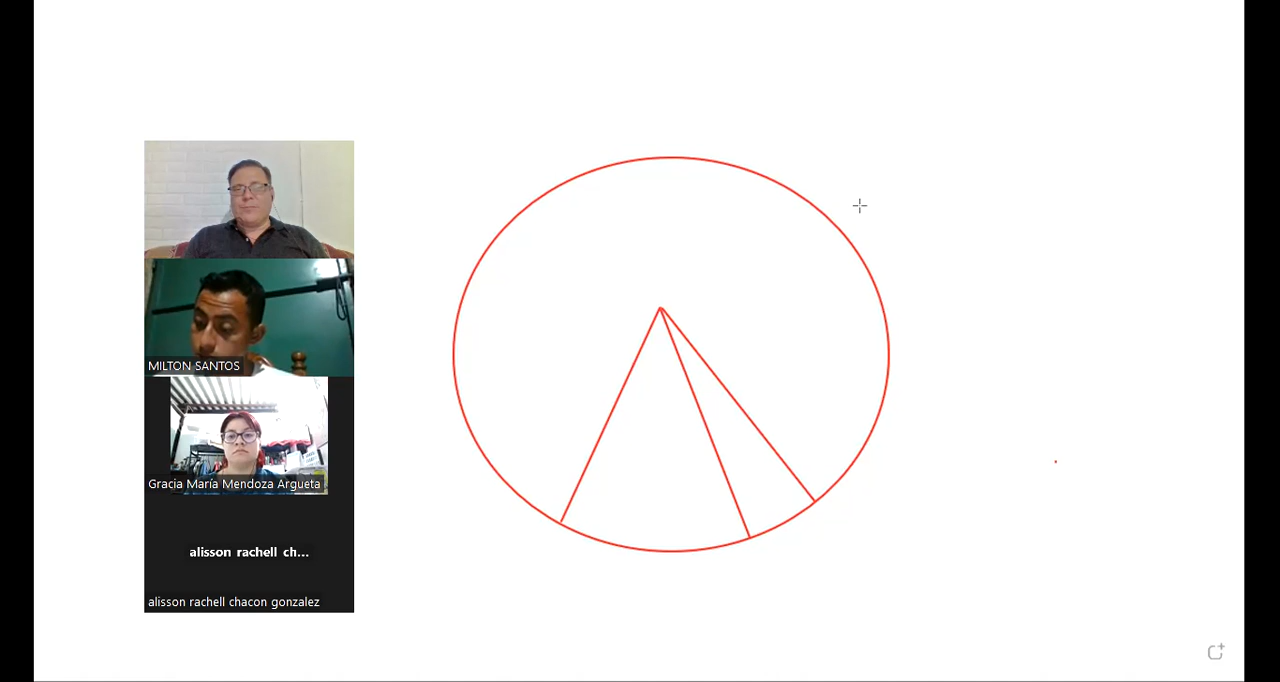 MILTON SANTOS
Gracia María Mendoza Argueta
alisson rachell ch...
alisson rachell chacon gonzalez